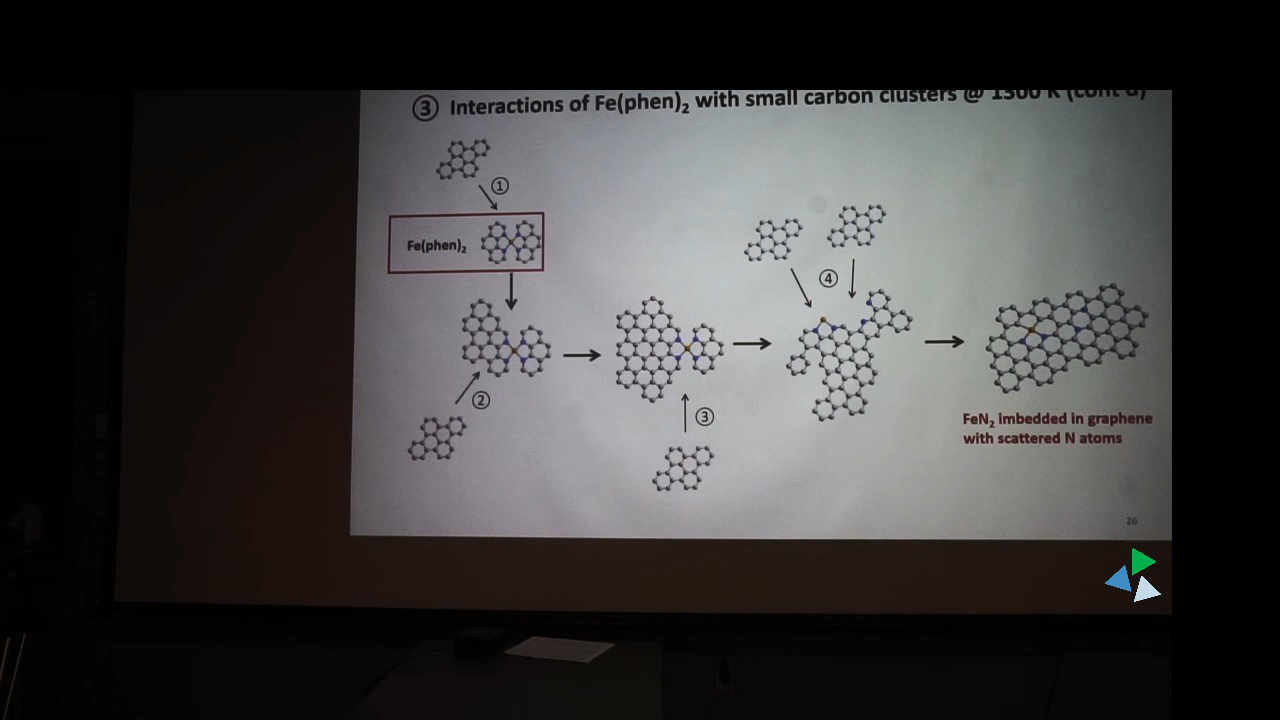 ③ Interactions of Fe(phen)₂ with small carbon clusters @ 1500 K (cont'd)
①
Fe(phen)₂
④
②
③
FeN₂ imbedded in graphene
with scattered N atoms
26